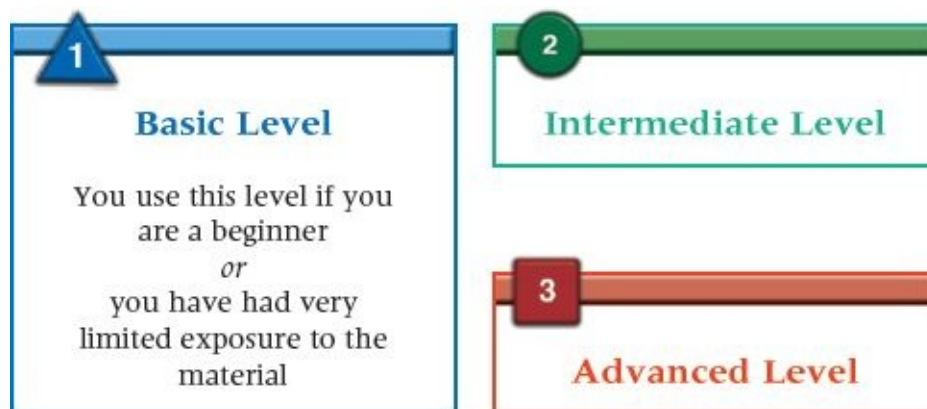 1
Basic Level
You use this level if you
are a beginner
or
you have had very
limited exposure to the
material
2
Intermediate Level
3
Advanced Level